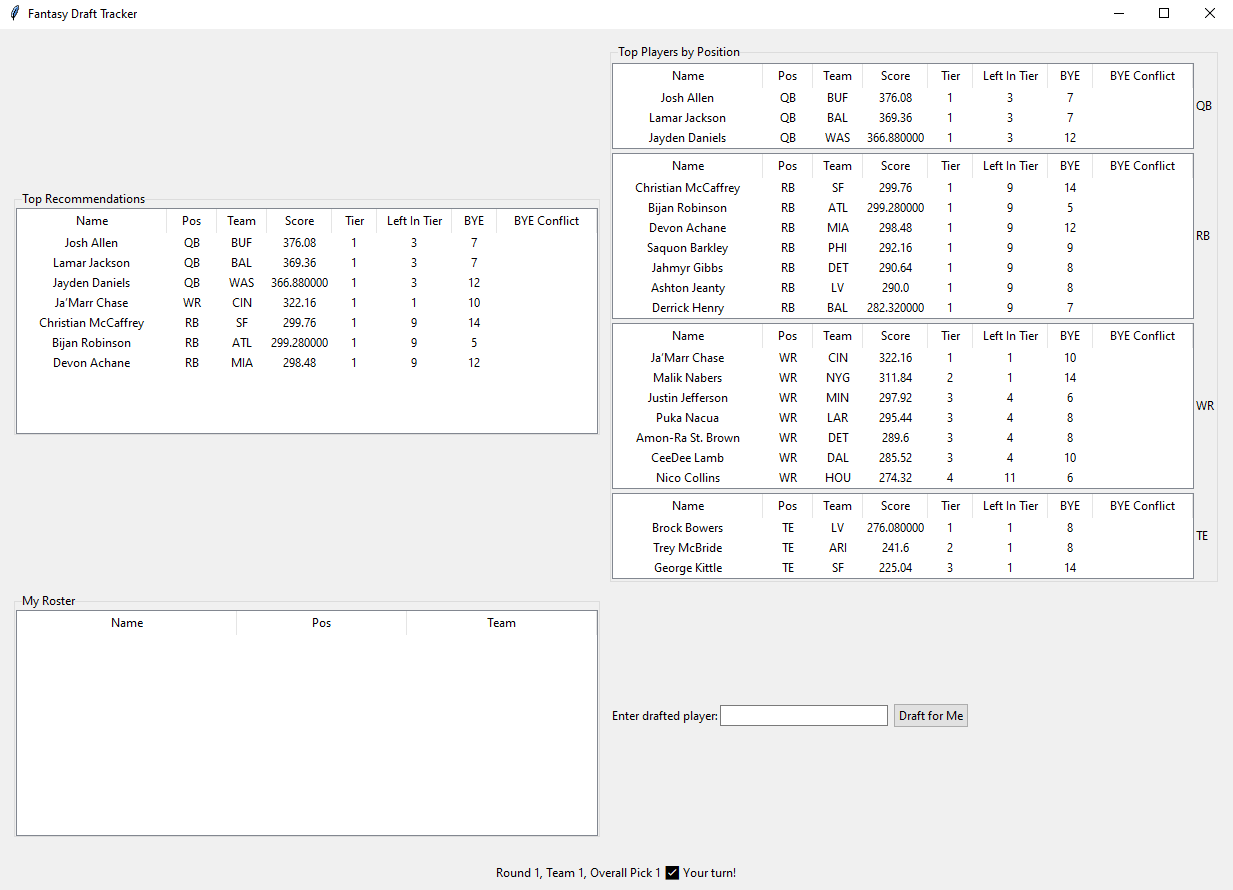 Fantasy Draft Tracker
Top Recommendations
Name Pos Team Score Tier Left In Tier BYE BYE Conflict
Josh Allen QB BUF 376.08 1 3 7
Lamar Jackson QB BAL 369.36 1 3 7
Jayden Daniels QB WAS 366.880000 1 3 12
Ja'Marr Chase WR CIN 322.16 1 1 10
Christian McCaffrey RB SF 299.76 1 9 14
Bijan Robinson RB ATL 299.280000 1 9 5
Devon Achane RB MIA 298.48 1 9 12
Top Players by Position
Name Pos Team Score Tier Left In Tier BYE BYE Conflict
Josh Allen QB BUF 376.08 1 3 7
Lamar Jackson QB BAL 369.36 1 3 7
Jayden Daniels QB WAS 366.880000 1 3 12
QB
Name Pos Team Score Tier Left In Tier BYE BYE Conflict
Christian McCaffrey RB SF 299.76 1 9 14
Bijan Robinson RB ATL 299.280000 1 9 5
Devon Achane RB MIA 298.48 1 9 12
Saquon Barkley RB PHI 292.16 1 9 9
Jahmyr Gibbs RB DET 290.64 1 9 8
Ashton Jeanty RB LV 290.0 1 9 8
Derrick Henry RB BAL 282.320000 1 9 7
RB
Name Pos Team Score Tier Left In Tier BYE BYE Conflict
Ja'Marr Chase WR CIN 322.16 1 1 10
Malik Nabers WR NYG 311.84 2 1 14
Justin Jefferson WR MIN 297.92 3 4 6
Puka Nacua WR LAR 295.44 3 4 8
Amon-Ra St. Brown WR DET 289.6 3 4 8
CeeDee Lamb WR DAL 285.52 3 4 10
Nico Collins WR HOU 274.32 4 11 6
WR
Name Pos Team Score Tier Left In Tier BYE BYE Conflict
Brock Bowers TE LV 276.080000 1 1 8
Trey McBride TE ARI 241.6 2 1 8
George Kittle TE SF 225.04 3 1 14
TE
My Roster
Name Pos Team
Enter drafted player: Draft for Me
Round 1, Team 1, Overall Pick 1 Your turn!